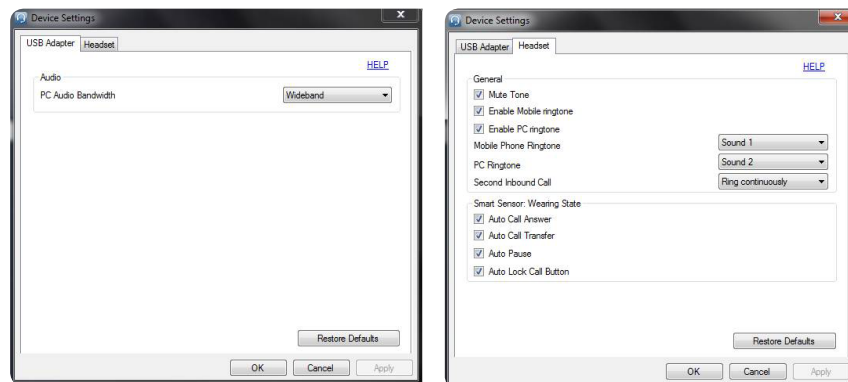 Device Settings
x
USB Adapter Headset
HELP
Audio
PC Audio Bandwidth Wideband
Restore Defaults
OK Cancel Apply
Device Settings
x
USB Adapter Headset
HELP
General
Mute Tone
Enable Mobile ringtone
Enable PC ringtone
Mobile Phone Ringtone Sound 1
PC Ringtone Sound 2
Second Inbound Call Ring continuously
Smart Sensor: Wearing State
Auto Call Answer
Auto Call Transfer
Auto Pause
Auto Lock Call Button
Restore Defaults
OK Cancel Apply